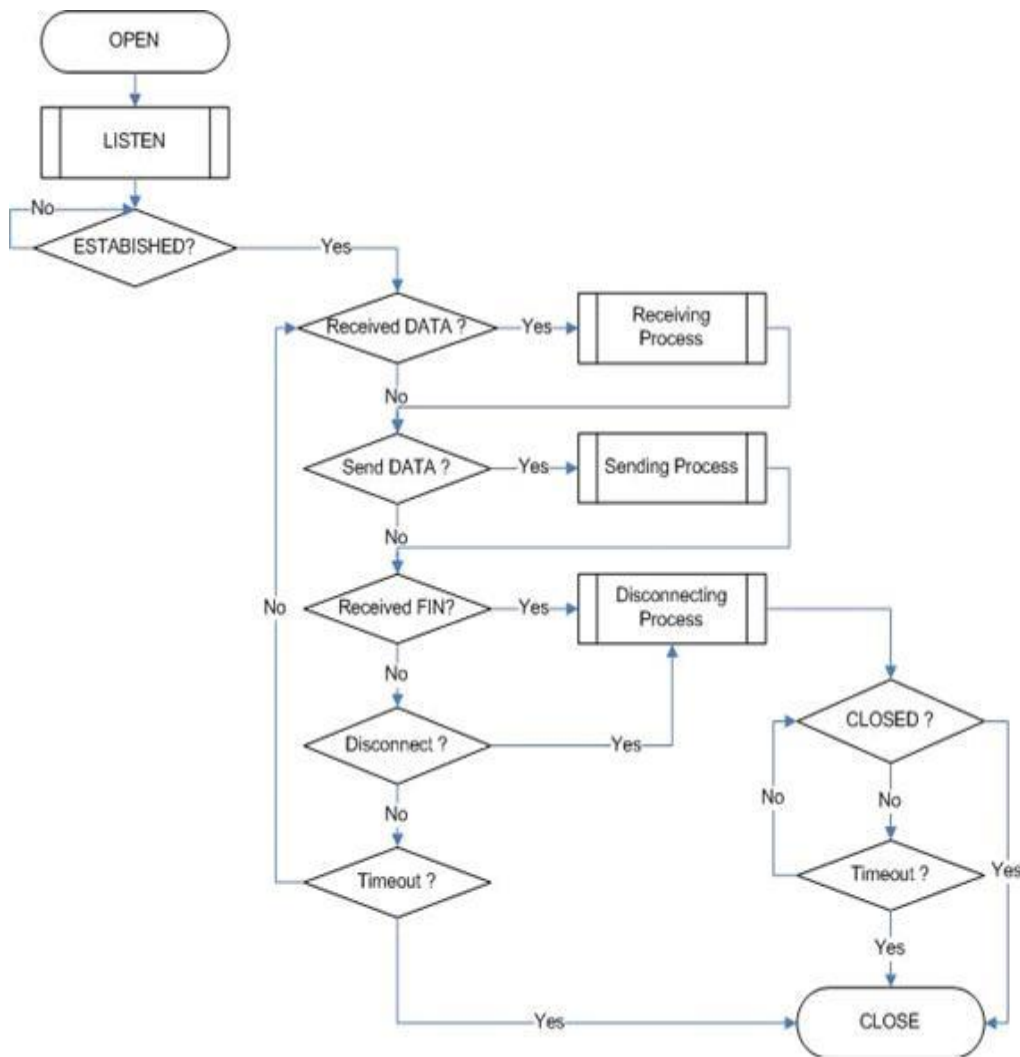 OPEN
LISTEN
No
ESTABISHED?
Yes
Received DATA ?
Yes
Receiving
Process
No
Send DATA ?
Yes
Sending Process
No
Received FIN?
Yes
Disconnecting
Process
No
No
Disconnect ?
Yes
CLOSED ?
No
No
No
Timeout ?
Timeout ?
Yes
Yes
Yes
CLOSE